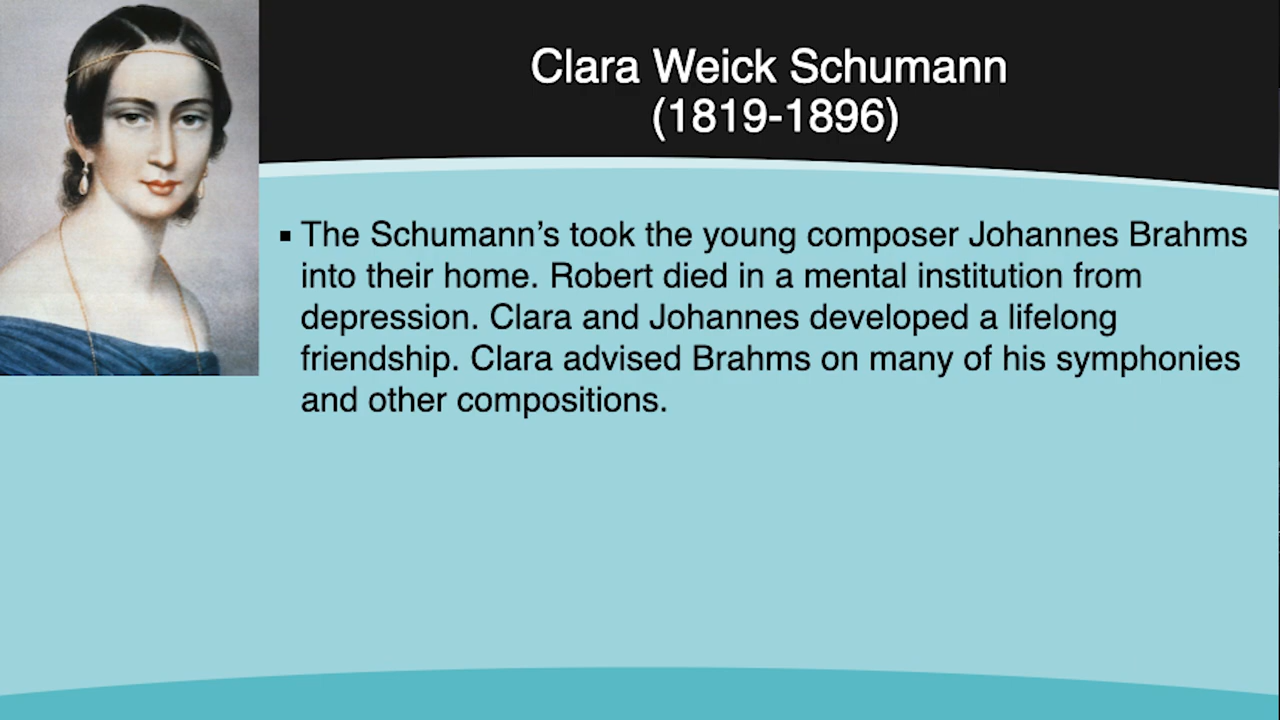 Clara Weick Schumann
(1819-1896)
▪ The Schumann’s took the young composer Johannes Brahms
into their home. Robert died in a mental institution from
depression. Clara and Johannes developed a lifelong
friendship. Clara advised Brahms on many of his symphonies
and other compositions.